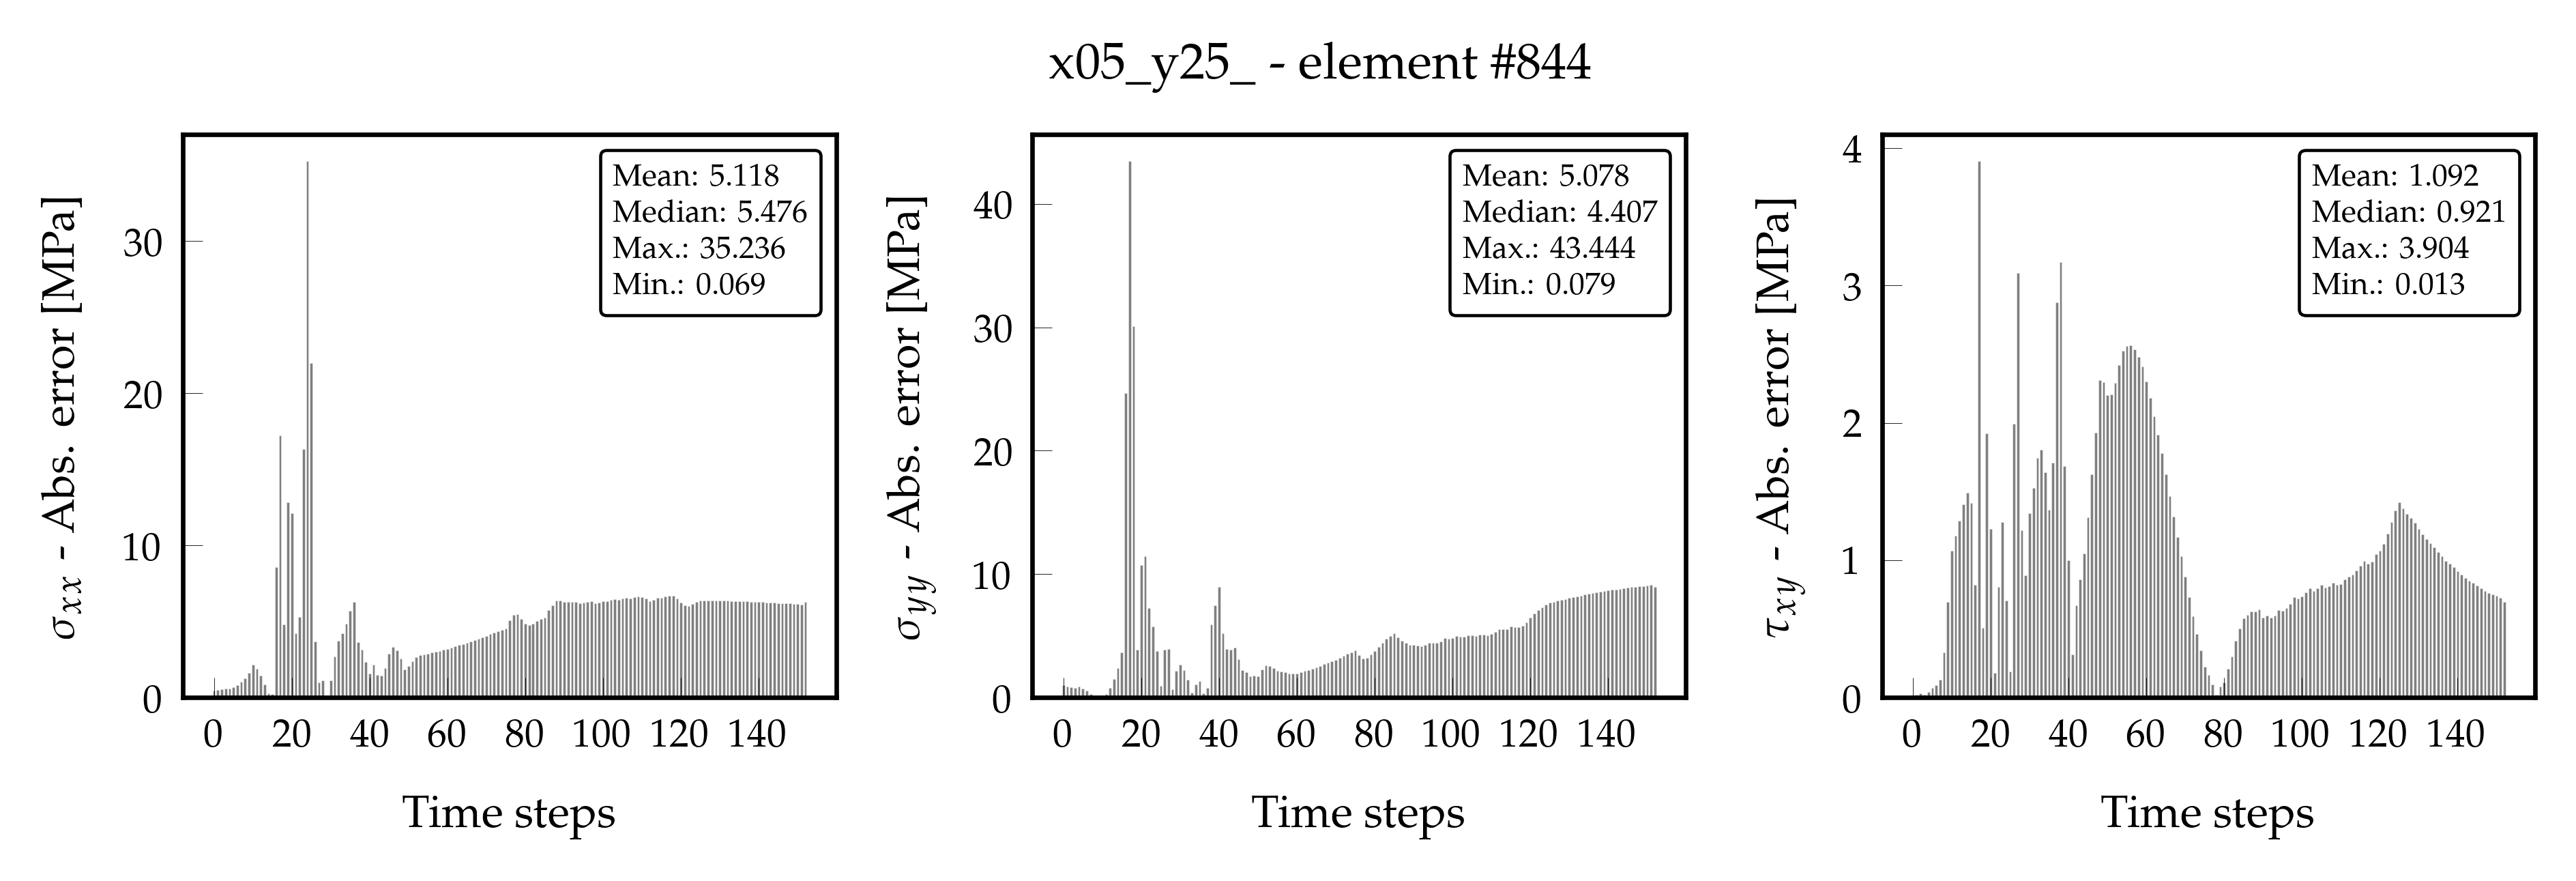 x05_y25_ - element #844
σxx - Abs. error [MPa]
30
20
10
0
Mean: 5.118
Median: 5.476
Max.: 35.236
Min.: 0.069
0 20 40 60 80 100 120 140
Time steps
σyy - Abs. error [MPa]
40
30
20
10
0
Mean: 5.078
Median: 4.407
Max.: 43.444
Min.: 0.079
0 20 40 60 80 100 120 140
Time steps
τxy - Abs. error [MPa]
4
3
2
1
0
Mean: 1.092
Median: 0.921
Max.: 3.904
Min.: 0.013
0 20 40 60 80 100 120 140
Time steps